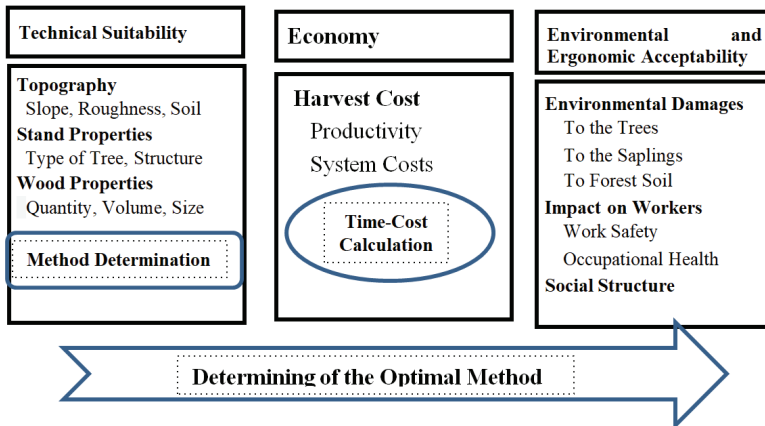 Technical Suitability
Topography
Slope, Roughness, Soil
Stand Properties
Type of Tree, Structure
Wood Properties
Quantity, Volume, Size
Method Determination
Economy
Harvest Cost
Productivity
System Costs
Time-Cost
Calculation
Environmental and
Ergonomic Acceptability
Environmental Damages
To the Trees
To the Saplings
To Forest Soil
Impact on Workers
Work Safety
Occupational Health
Social Structure
Determining of the Optimal Method